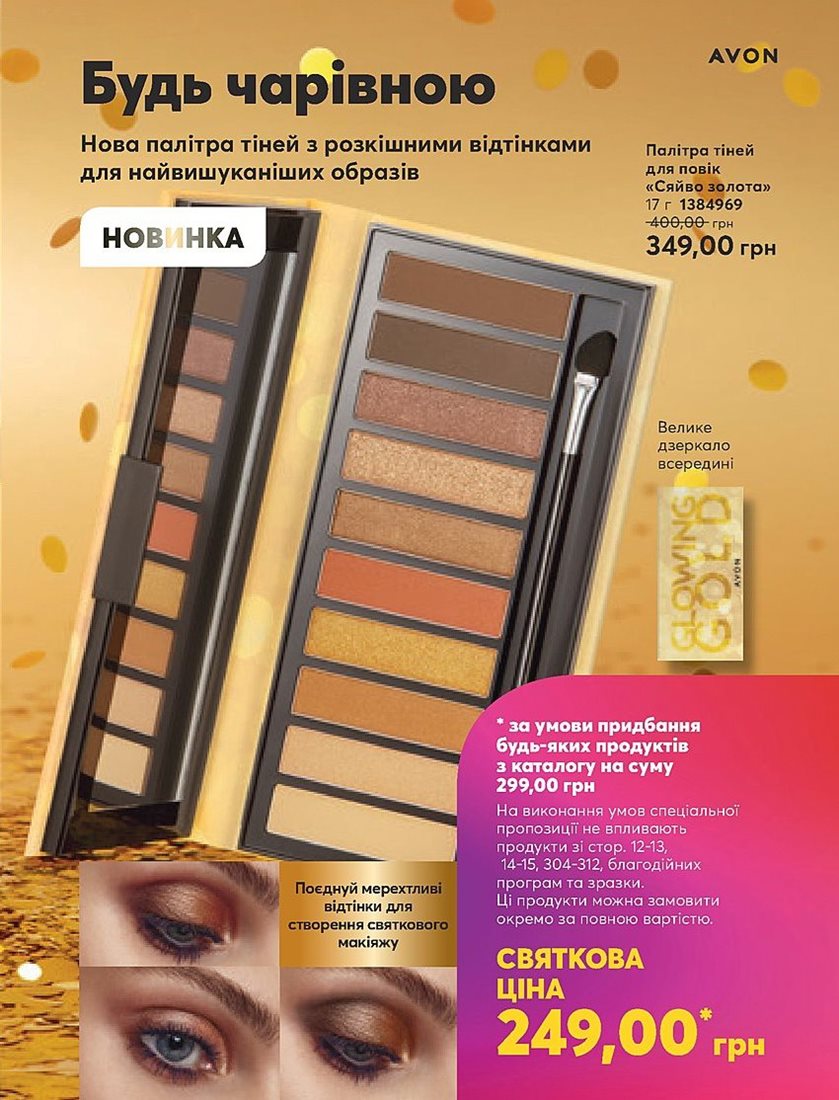 AVON
Будь чарівною
Нова палітра тіней з розкішними відтінками
для найвишуканіших образів
НОВИНКА
Палітра тіней
для повік
«Сяйво золота»
17 г 1384969
400,00 грн
349,00 грн
Велике
дзеркало
всередині
GLOWING
GOLD
AVON
* за умови придбання
будь-яких продуктів
з каталогу на суму
299,00 грн
На виконання умов спеціальної
пропозиції не впливають
продукти зі стор. 12-13,
14-15, 304-312, благодійних
програм та зразки.
Ці продукти можна замовити
окремо за повною вартістю.
СВЯТКОВА
ЦІНА
249,00* грн
Поєднуй мерехтливі
відтінки для
створення святкового
макіяжу